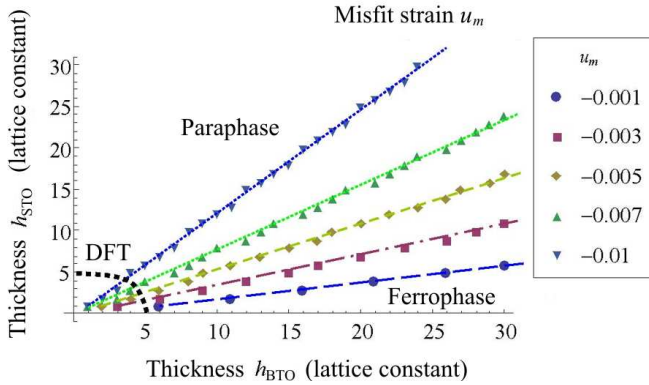 Misfit strain u_m
Thickness h_STO (lattice constant)
30
25
20
15
10
5
0
Paraphase
DFT
Ferrophase
5
10
15
20
25
30
Thickness h_BTO (lattice constant)
u_m
−0.001
−0.003
−0.005
−0.007
−0.01